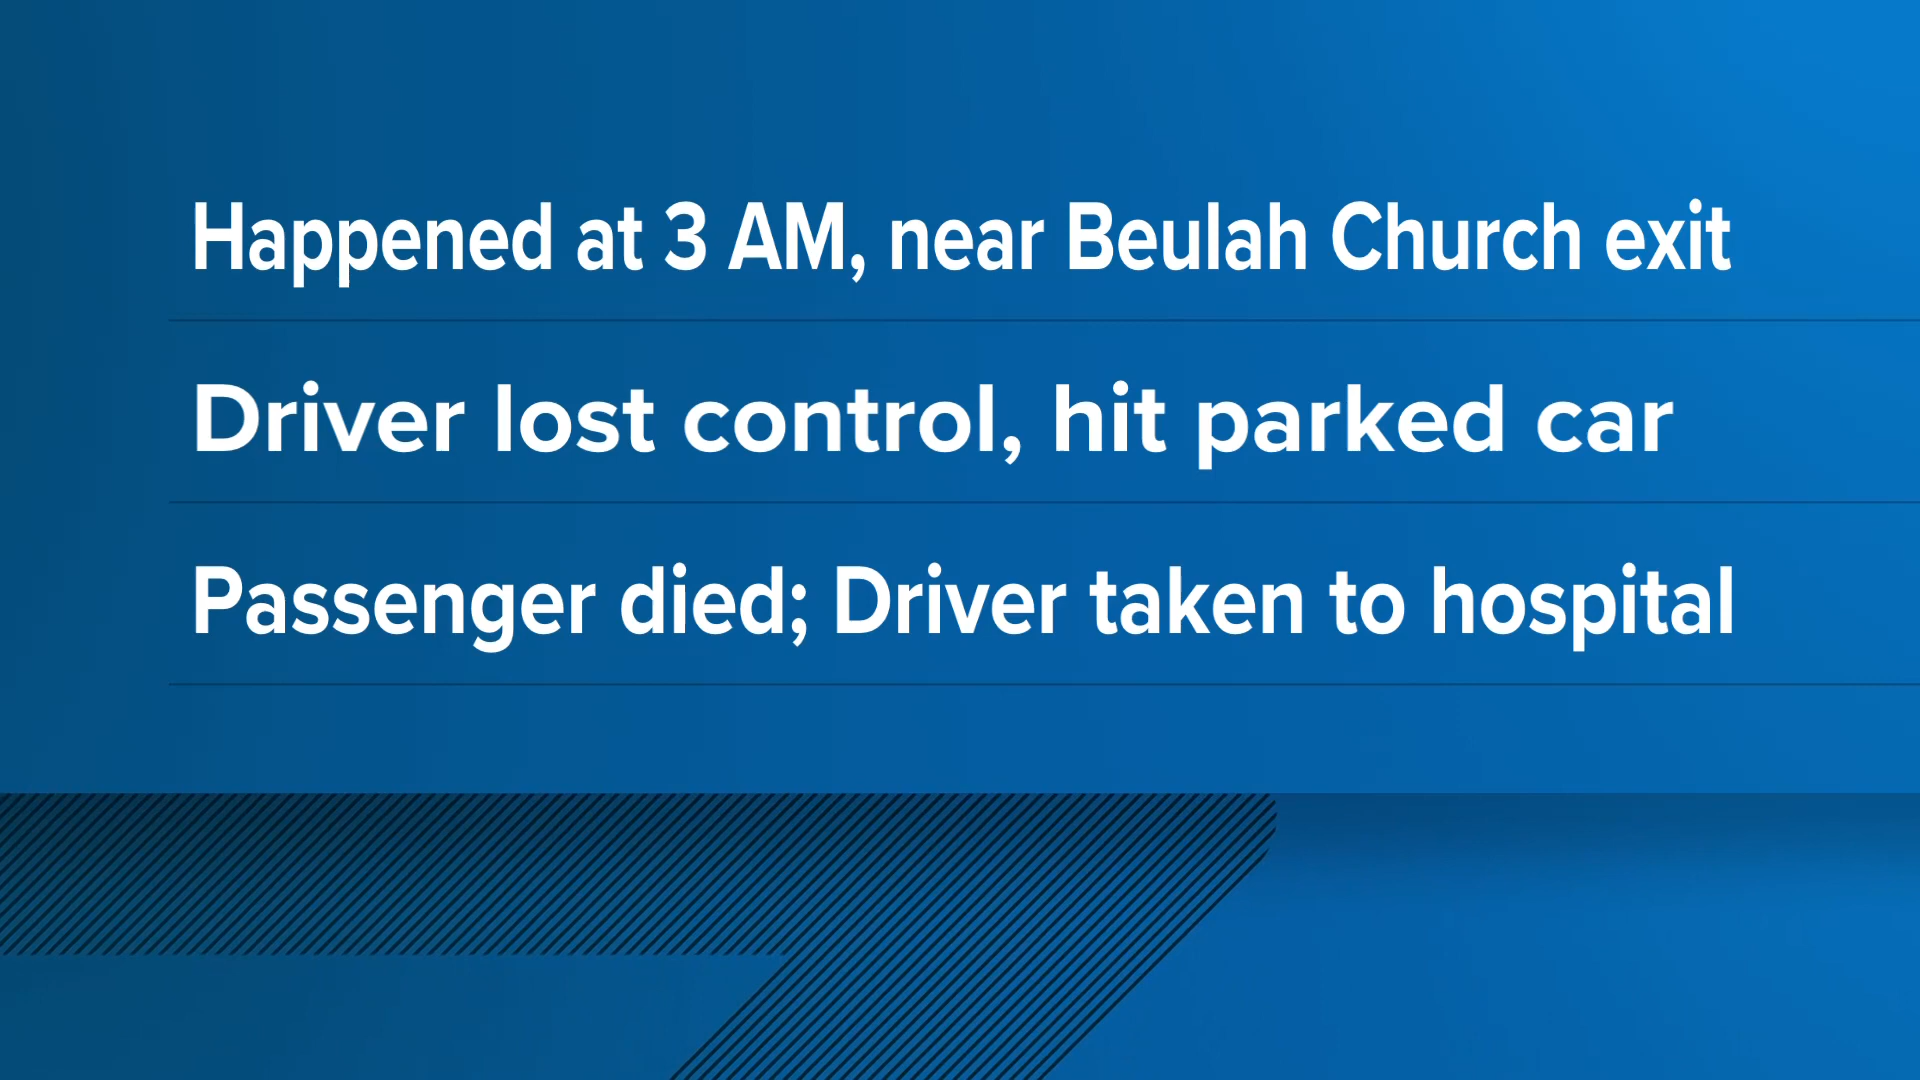 Happened at 3 AM, near Beulah Church exit
Driver lost control, hit parked car
Passenger died; Driver taken to hospital